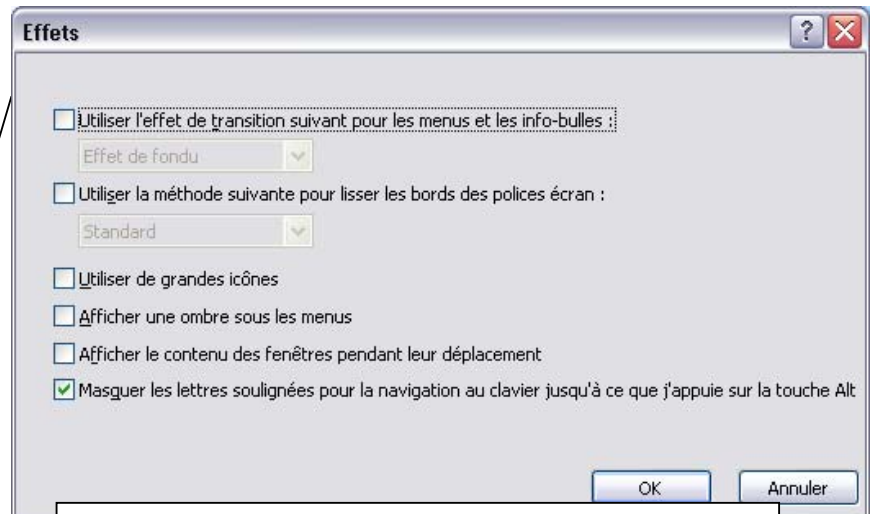 Effets
Utiliser l'effet de transition suivant pour les menus et les info-bulles :
Effet de fondu
Utiliser la méthode suivante pour lisser les bords des polices écran :
Standard
Utiliser de grandes icônes
Afficher une ombre sous les menus
Afficher le contenu des fenêtres pendant leur déplacement
Masquer les lettres soulignées pour la navigation au clavier jusqu'à ce que j'appuie sur la touche Alt
OK Annuler